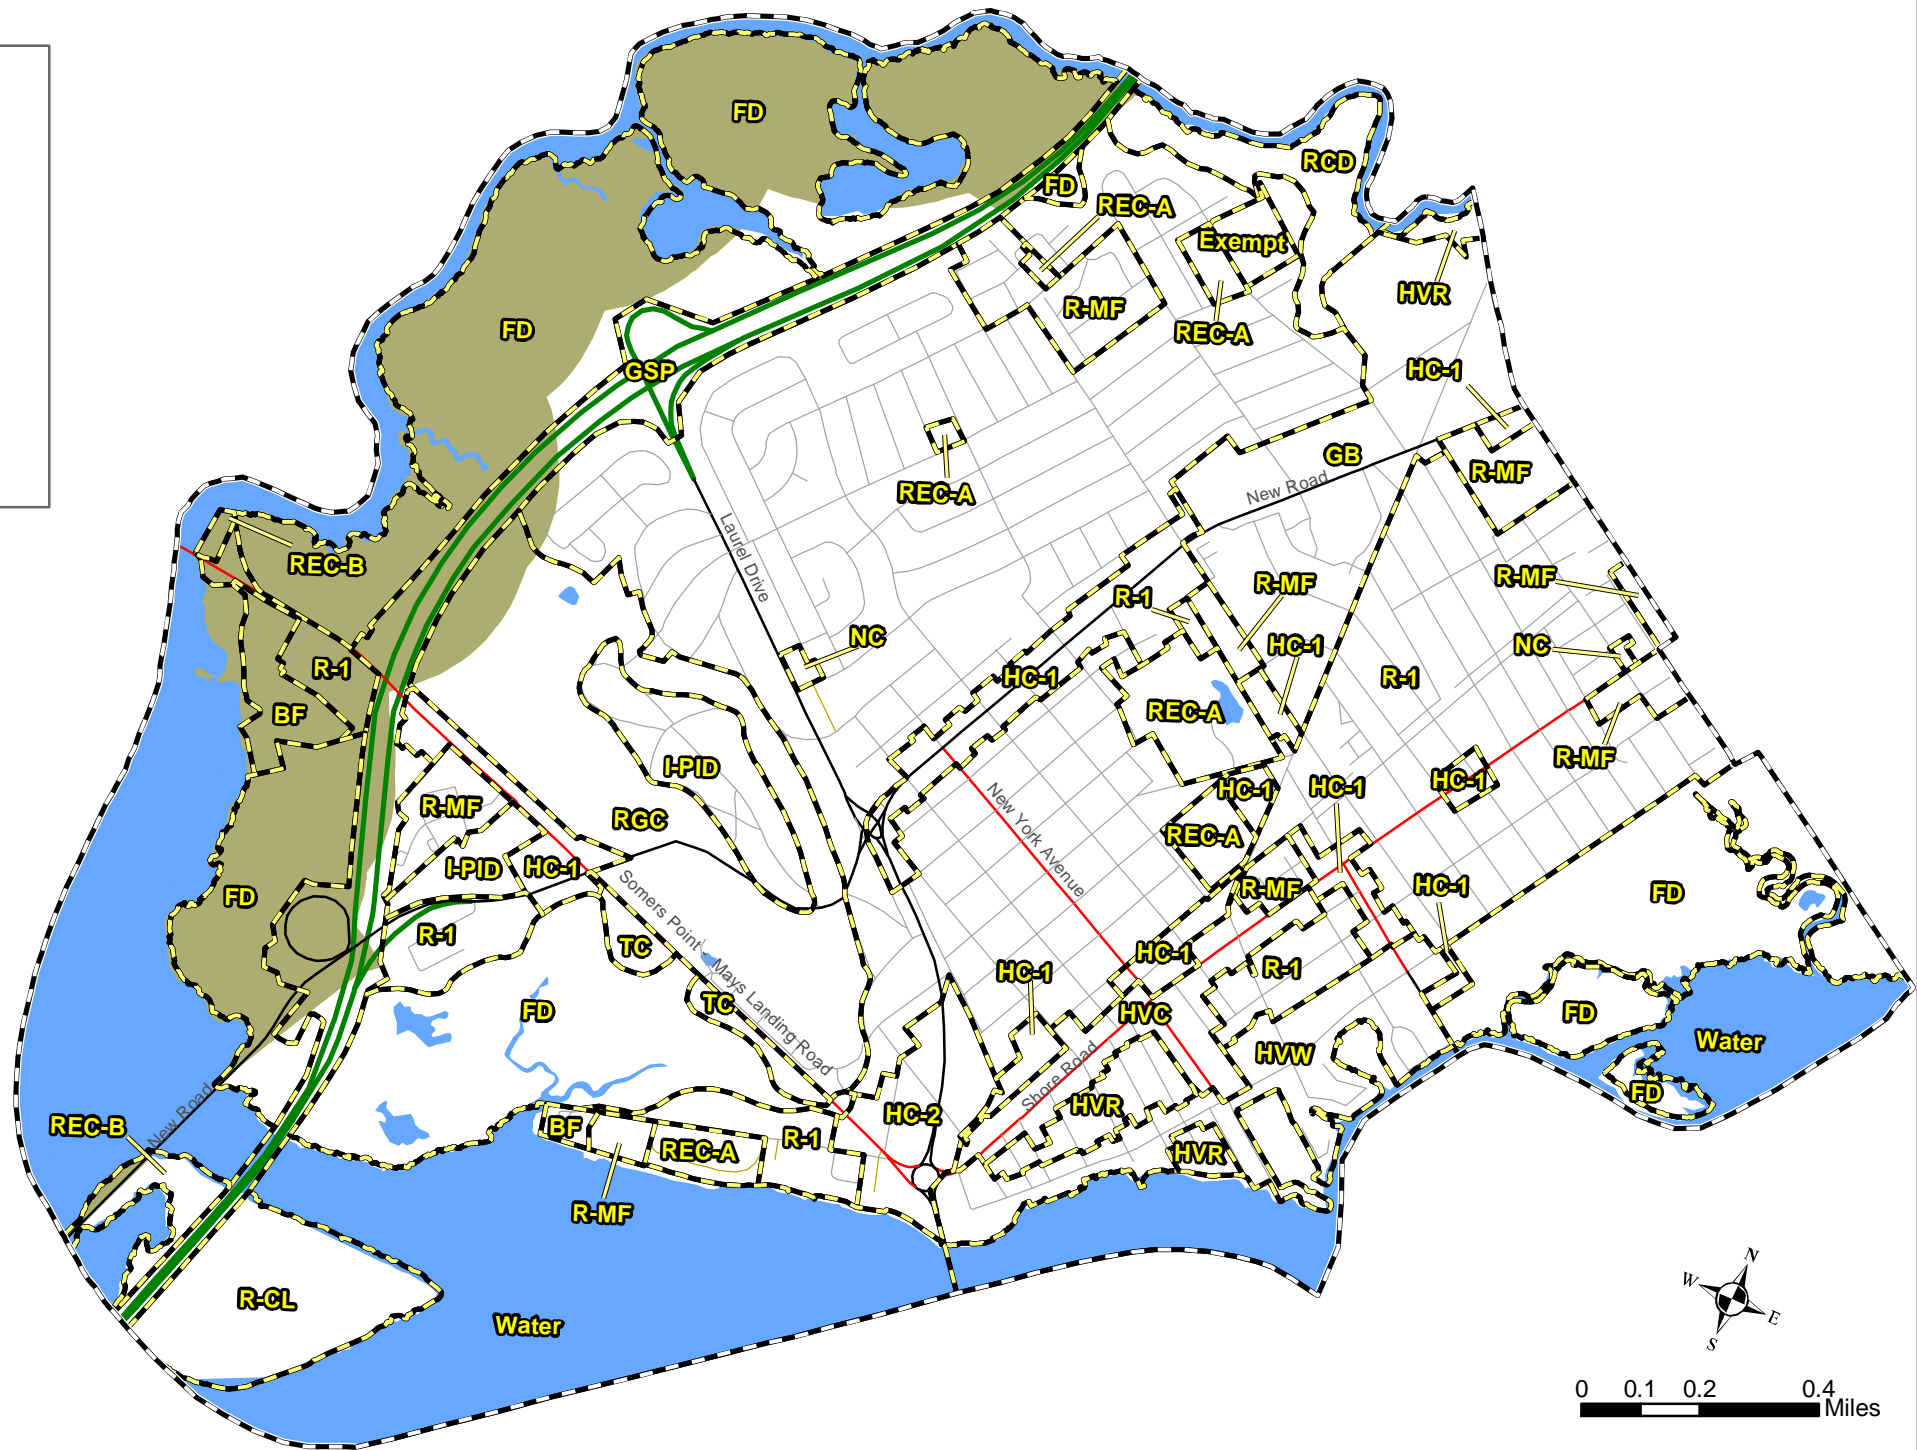 FD
RCD
FD
REC-A
Exempt
HVR
R-MF
FD
REC-A
GSP
HC-1
GB
R-MF
New Road
REC-A
Laurel Drive
REC-B
R-MF
R-MF
R-1
NC
HC-1
NC
R-1
HC-1
R-1
REC-A
BF
R-MF
I-PID
HC-1
HC-1
HC-1
New York Avenue
R-MF
RGC
REC-A
I-PID
HC-1
R-MF
HC-1
FD
FD
Somers Point - Mays Landing Road
R-1
TC
HC-1
R-1
HC-1
TC
FD
HVC
FD
Water
HVW
Shore Road
FD
New Road
HVR
HC-2
REC-B
BF
R-1
REC-A
HVR
R-MF
N
W
E
S
R-CL
Water
0 0.1 0.2 0.4
Miles